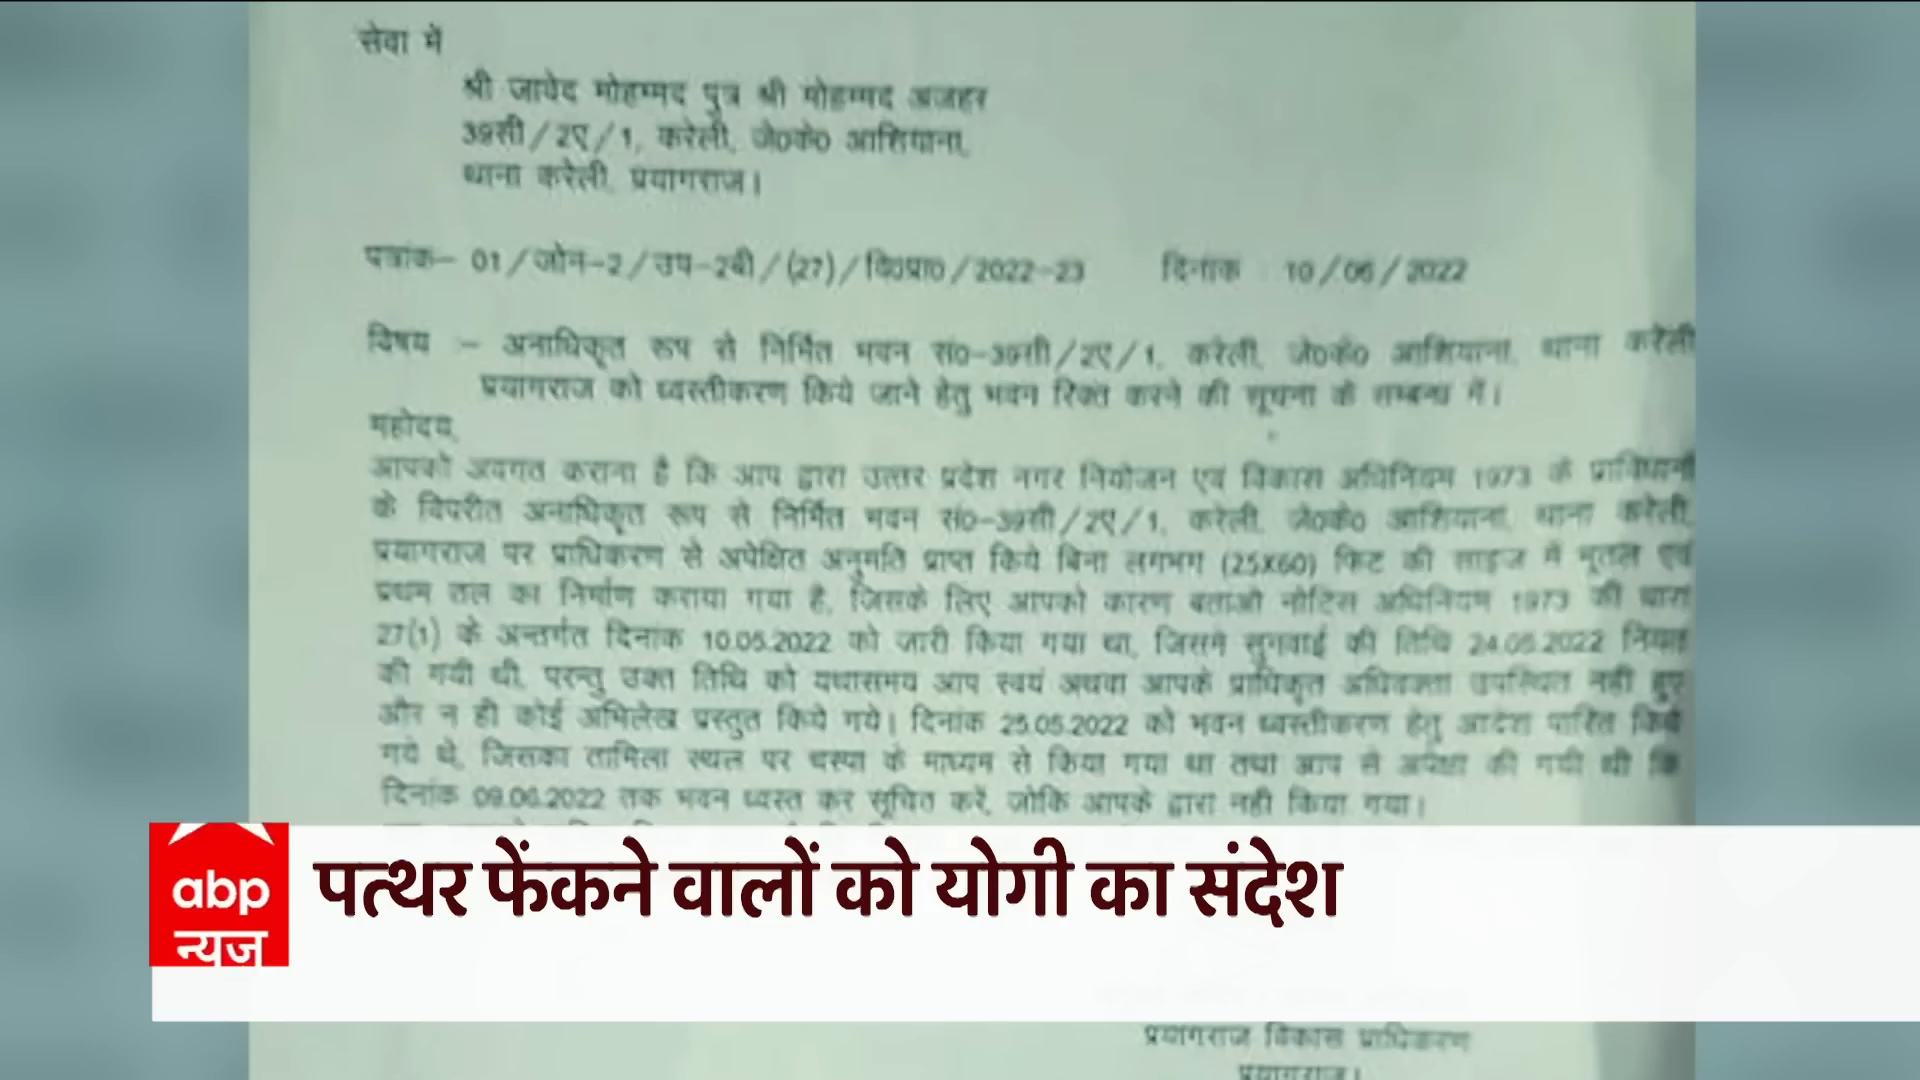 सेवा में
श्री जावेद मोहम्मद पुत्र श्री मोहम्मद अजहर
39सी/2ए/1, करेली, जे0के0 आशियाना,
थाना करेली, प्रयागराज।
पत्रांक- 01/जोन-2/उप-2बी/(27)/वि0प्रा0/2022-23 दिनांक 10/06/2022
विषय - अनाधिकृत रूप से निर्मित भवन सं0-39सी/2ए/1, करेली, जे0के0 आशियाना, थाना करेली
प्रयागराज को ध्वस्तीकरण किये जाने हेतु भवन रिक्त करने की सूचना के सम्बन्ध में।
महोदय,
आपको अवगत कराना है कि आप द्वारा उत्तर प्रदेश नगर नियोजन एवं विकास अधिनियम 1973 के प्राविधानों
के विपरीत अनाधिकृत रूप से निर्मित भवन सं0-39सी/2ए/1, करेली, जे0के0 आशियाना, थाना करेली,
प्रयागराज पर प्राधिकरण से अपेक्षित अनुमति प्राप्त किये बिना लगभग (25X60) फिट की साइज में भूतल एवं
प्रथम तल का निर्माण कराया गया है, जिसके लिए आपको कारण बताओ नोटिस अधिनियम 1973 की धारा
27(1) के अन्तर्गत दिनांक 10.05.2022 को जारी किया गया था, जिसमे सुनवाई की तिथि 24.05.2022 नियत
की गयी थी, परन्तु उक्त तिथि को यथासमय आप स्वयं अथवा आपके प्राधिकृत अधिवक्ता उपस्थित नही हुए
और न ही कोई अभिलेख प्रस्तुत किये गये। दिनांक 25.05.2022 को भवन ध्वस्तीकरण हेतु आदेश पारित किये
गये थे, जिसका तामिला स्थल पर चस्पा के माध्यम से किया गया था तथा आप से अपेक्षा की गयी थी कि
दिनांक 09.06.2022 तक भवन ध्वस्त कर सूचित करें, जोकि आपके द्वारा नही किया गया।
abp
न्यूज़
पत्थर फेंकने वालों को योगी का संदेश
प्रयागराज विकास प्राधिकरण
प्रयागराज।